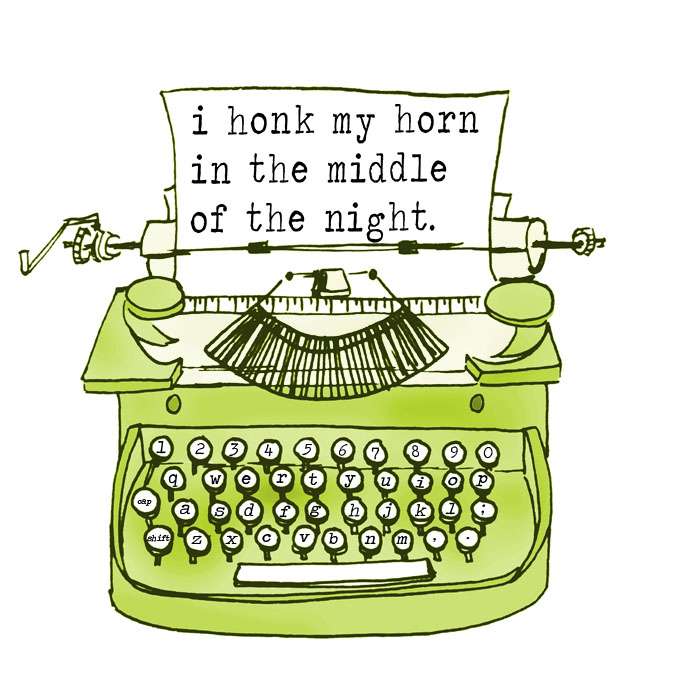 i honk my horn
in the middle
of the night.
1 2 3 4 5 6 7 8 9 0
q w e r t y u i o p
cap a s d f g h j k l ;
shift z x c v b n m , .